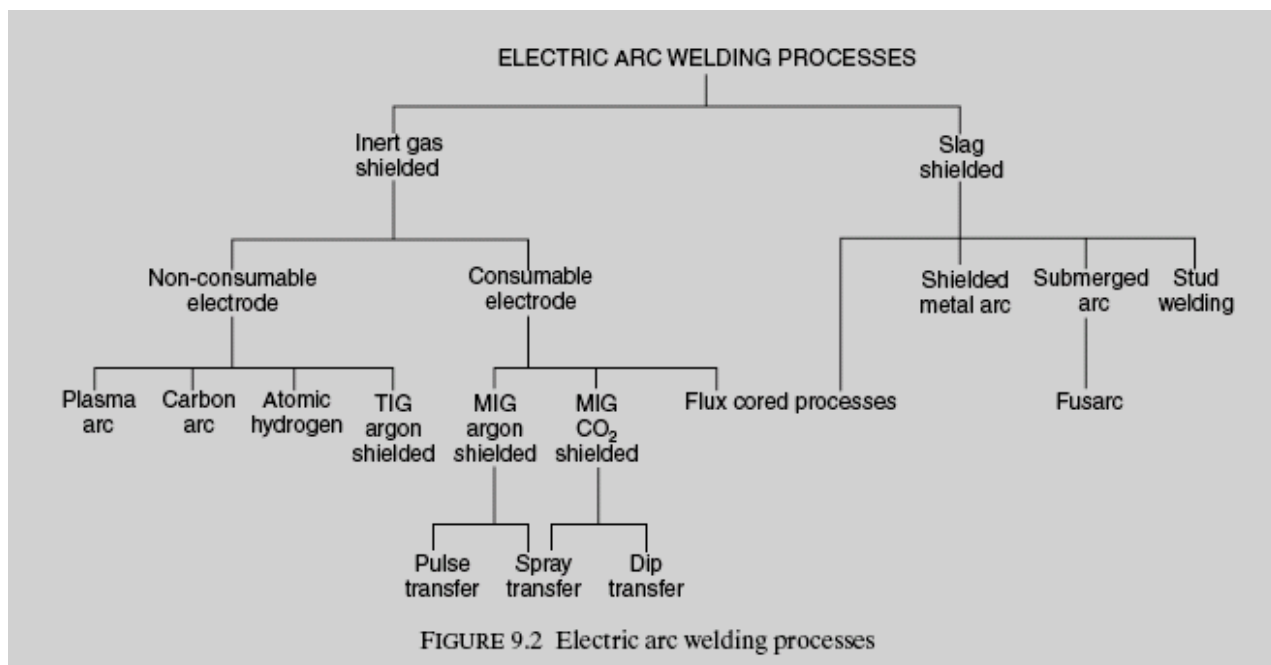 ELECTRIC ARC WELDING PROCESSES
Inert gas
shielded
Slag
shielded
Non-consumable
electrode
Consumable
electrode
Shielded
metal arc
Submerged
arc
Stud
welding
Plasma
arc
Carbon
arc
Atomic
hydrogen
TIG
argon
shielded
MIG
argon
shielded
MIG
CO₂
shielded
Flux cored processes
Fusarc
Pulse
transfer
Spray
transfer
Dip
transfer
FIGURE 9.2 Electric arc welding processes